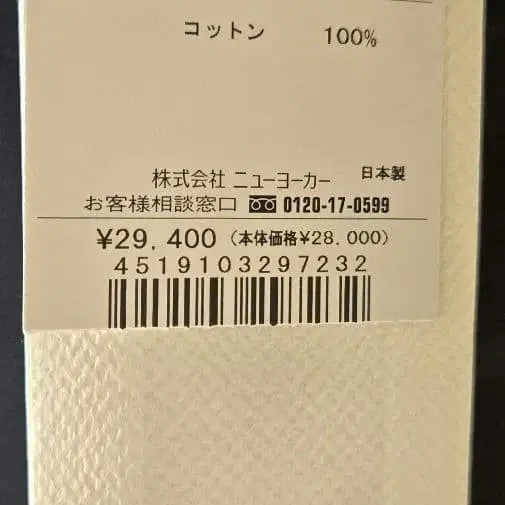 コットン 100%
株式会社 ニューヨーカー 日本製
お客様相談窓口 0120-17-0599
¥29,400 (本体価格¥28,000)
4519103297232